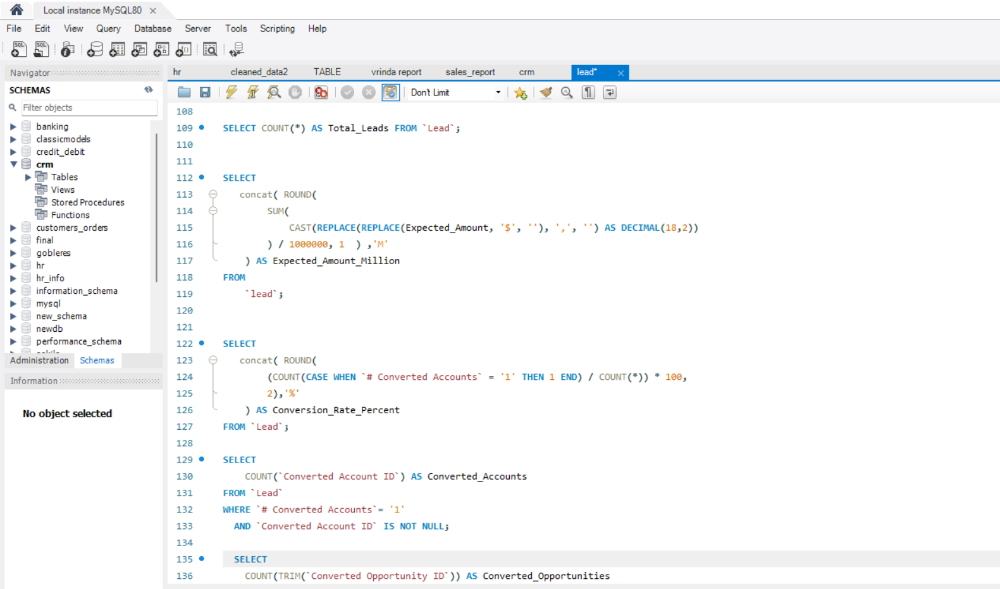 Local instance MySQL80
File Edit View Query Database Server Tools Scripting Help
Navigator
SCHEMAS
Filter objects
banking
classicmodels
credit_debit
crm
Tables
Views
Stored Procedures
Functions
customers_orders
final
gobleres
hr
hr_info
information_schema
mysql
new_schema
newdb
performance_schema
Administration Schemas
Information
No object selected
hr cleaned_data2 TABLE vrinda report sales_report crm lead*
Don't Limit
108
109 SELECT COUNT(*) AS Total_Leads FROM `Lead`;
110
111
112 SELECT
113 concat( ROUND(
114 SUM(
115 CAST(REPLACE(REPLACE(Expected_Amount, '$', ''), ',', '') AS DECIMAL(18,2))
116 ) / 1000000, 1  ) ,'M'
117 ) AS Expected_Amount_Million
118 FROM
119 `lead`;
120
121
122 SELECT
123 concat( ROUND(
124 (COUNT(CASE WHEN `# Converted Accounts` = '1' THEN 1 END) / COUNT(*)) * 100,
125 2),'%'
126 ) AS Conversion_Rate_Percent
127 FROM `Lead`;
128
129 SELECT
130 COUNT(`Converted Account ID`) AS Converted_Accounts
131 FROM `Lead`
132 WHERE `# Converted Accounts`= '1'
133 AND `Converted Account ID` IS NOT NULL;
134
135 SELECT
136 COUNT(TRIM(`Converted Opportunity ID`)) AS Converted_Opportunities